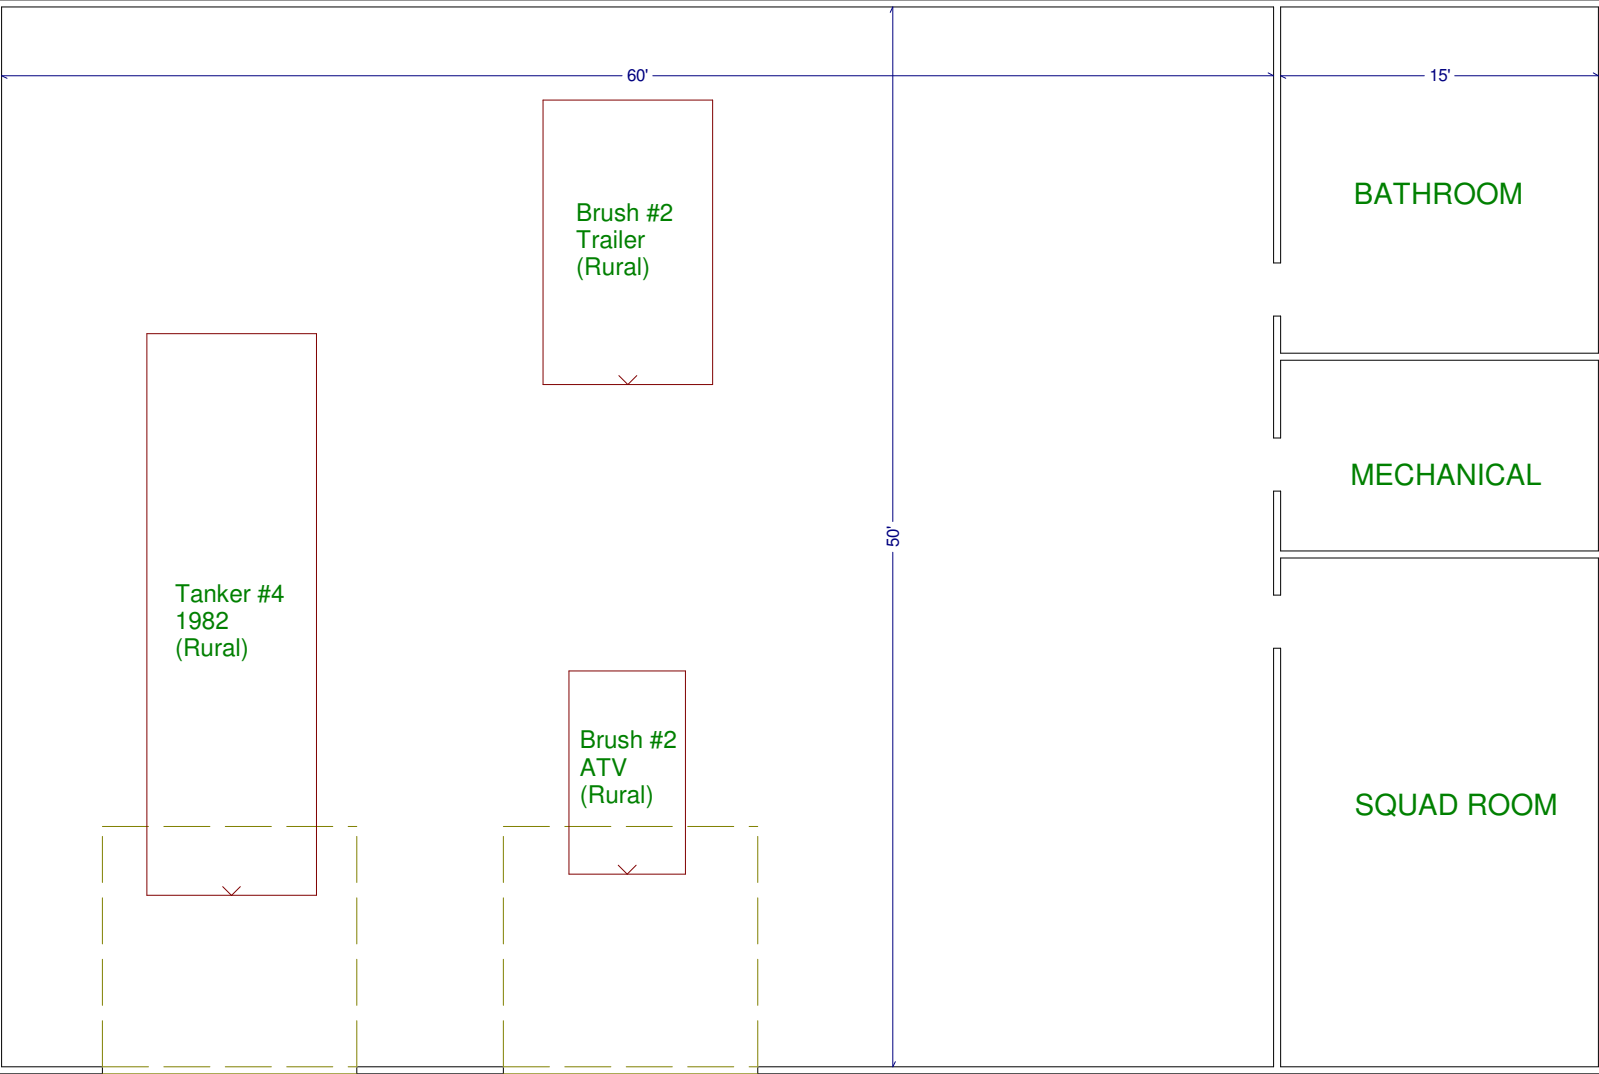 60'
15'
BATHROOM
Brush #2
Trailer
(Rural)
MECHANICAL
50'
Tanker #4
1982
(Rural)
Brush #2
ATV
(Rural)
SQUAD ROOM